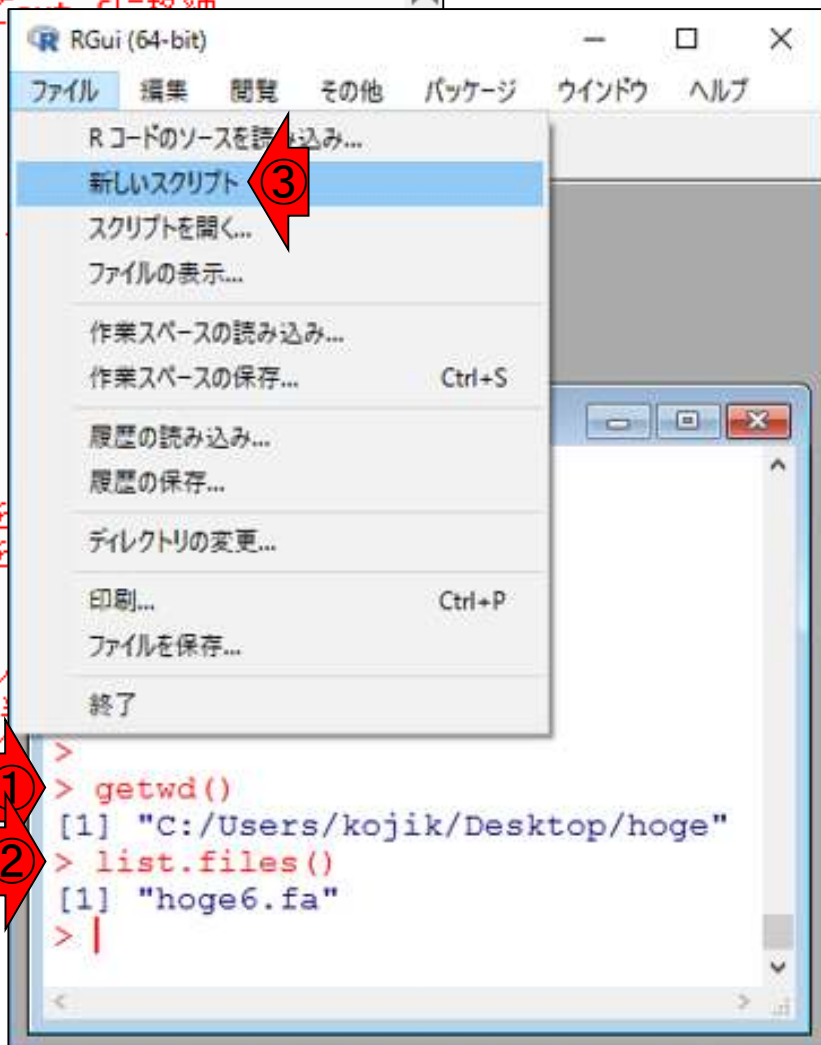 RGui (64-bit)
ファイル 編集 閲覧 その他 パッケージ ウインドウ ヘルプ
R コードのソースを読み込み...
新しいスクリプト ③
スクリプトを開く...
ファイルの表示...
作業スペースの読み込み...
作業スペースの保存... Ctrl+S
履歴の読み込み...
履歴の保存...
ディレクトリの変更...
印刷... Ctrl+P
ファイルを保存...
終了
>
① > getwd()
[1] "C:/Users/kojik/Desktop/hoge"
② > list.files()
[1] "hoge6.fa"
>